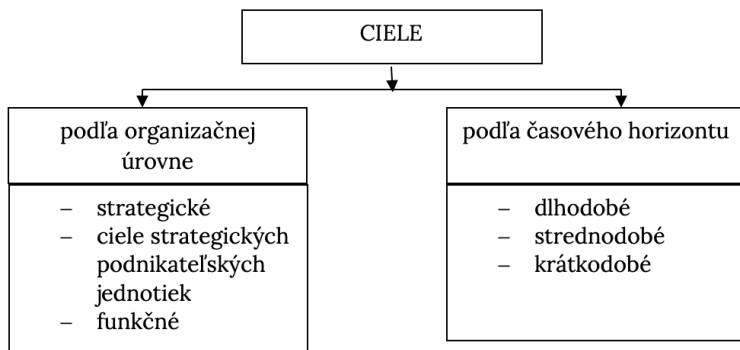 CIELE
podľa organizačnej
úrovne
– strategické
– ciele strategických
podnikateľských
jednotiek
– funkčné
podľa časového horizontu
– dlhodobé
– strednodobé
– krátkodobé